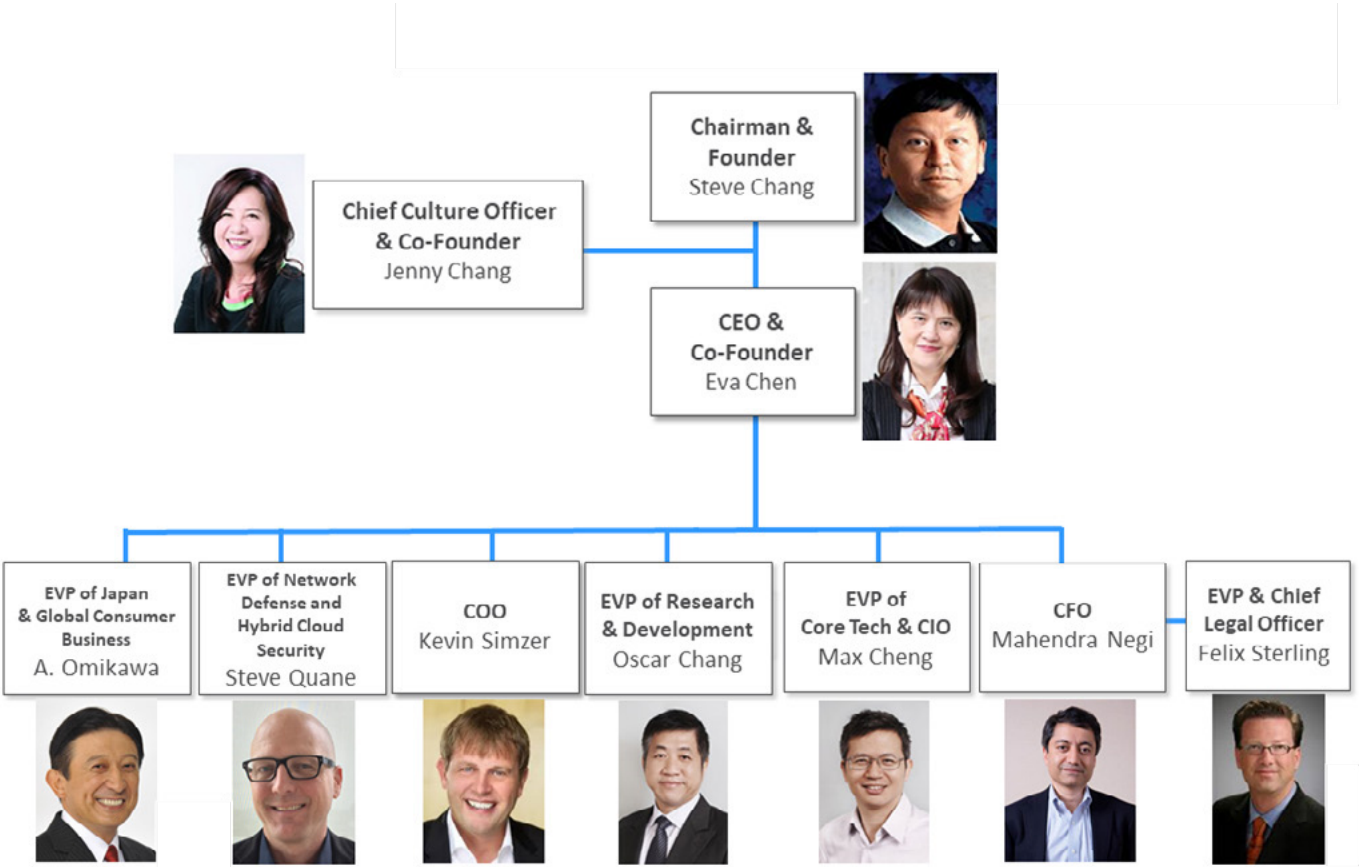 Chairman &
Founder
Steve Chang
Chief Culture Officer
& Co-Founder
Jenny Chang
CEO &
Co-Founder
Eva Chen
EVP of Japan
& Global Consumer
Business
A. Omikawa
EVP of Network
Defense and
Hybrid Cloud
Security
Steve Quane
COO
Kevin Simzer
EVP of Research
& Development
Oscar Chang
EVP of
Core Tech & CIO
Max Cheng
CFO
Mahendra Negi
EVP & Chief
Legal Officer
Felix Sterling